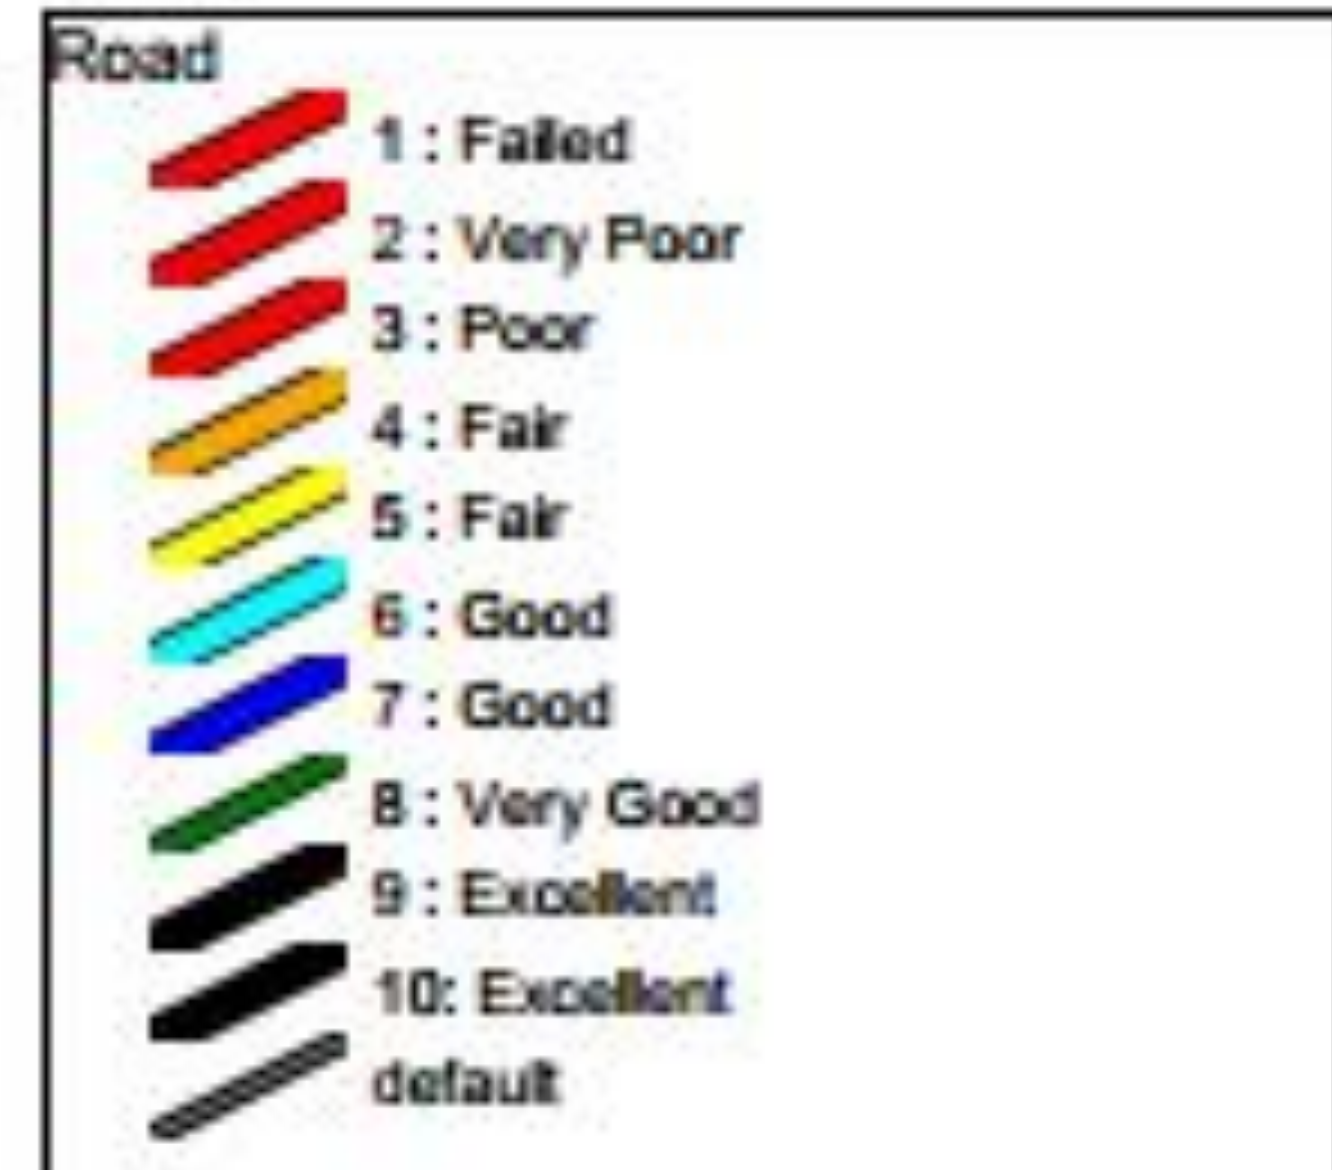 Road
1 : Failed
2 : Very Poor
3 : Poor
4 : Fair
5 : Fair
6 : Good
7 : Good
8 : Very Good
9 : Excellent
10: Excellent
default